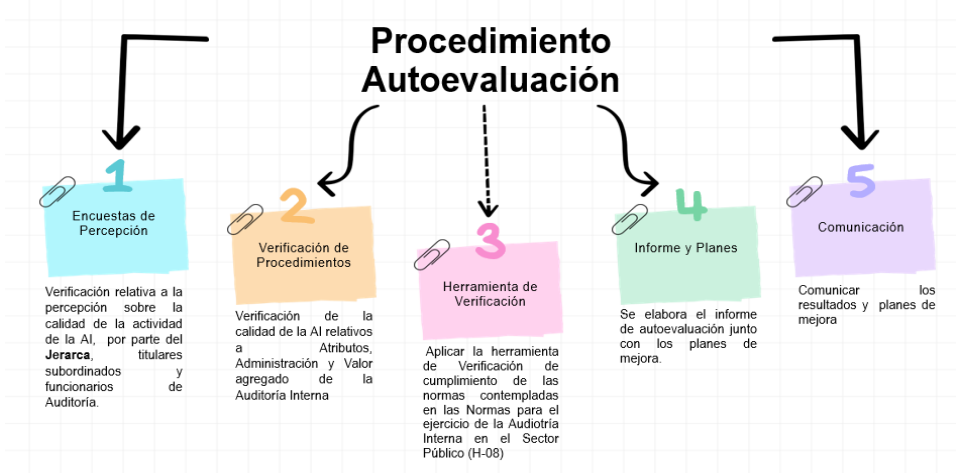 Procedimiento
Autoevaluación
1
Encuestas de
Percepción
Verificación relativa a la
percepción sobre la
calidad de la actividad
de la AI, por parte del
Jerarca, titulares
subordinados y
funcionarios de
Auditoría.
2
Verificación de
Procedimientos
Verificación de la
calidad de la AI relativos
a Atributos,
Administración y Valor
agregado de la
Auditoría Interna
3
Herramienta de
Verificación
Aplicar la herramienta
de Verificación de
cumplimiento de las
normas contempladas
en las Normas para el
ejercicio de la Audiotría
Interna en el Sector
Público (H-08)
4
Informe y Planes
Se elabora el informe
de autoevaluación junto
con los planes de
mejora.
5
Comunicación
Comunicar los
resultados y planes de
mejora